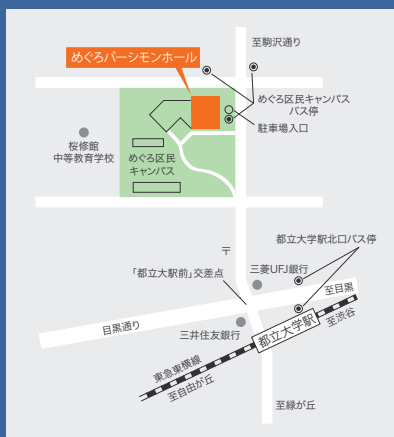 至駒沢通り
めぐろパーシモンホール
めぐろ区民キャンパス
バス停
駐車場入口
桜修館
中等教育学校
めぐろ区民
キャンパス
〒
都立大学駅北口バス停
三菱UFJ銀行
「都立大駅前」交差点
至目黒
目黒通り
三井住友銀行
都立大学駅
至渋谷
東急東横線
至自由が丘
至緑が丘